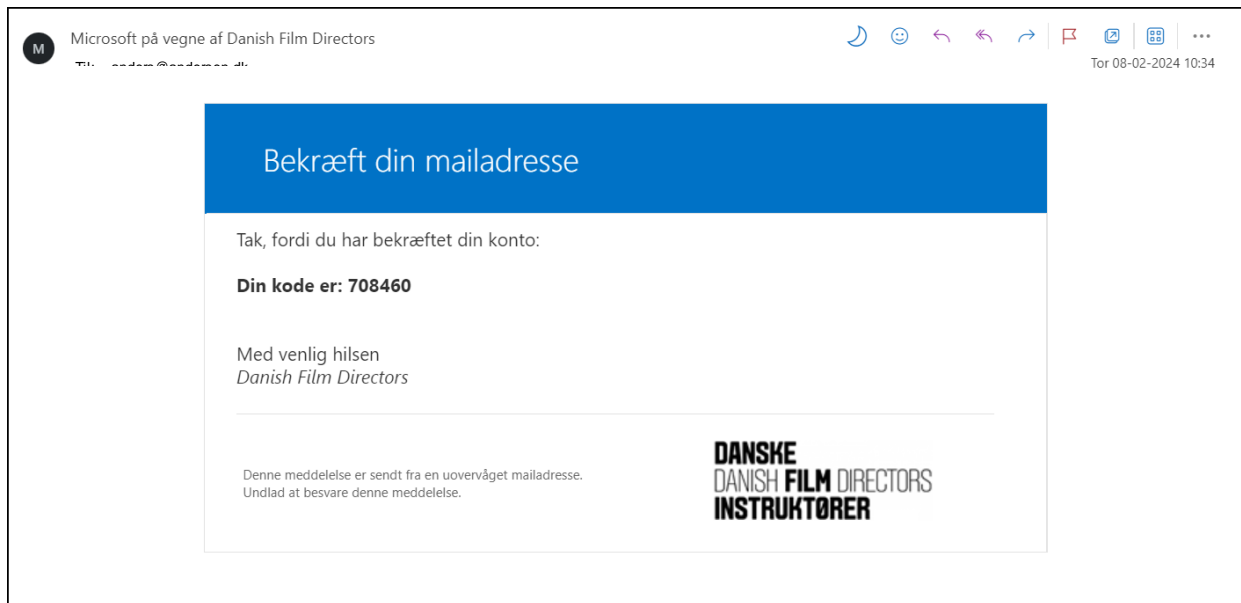 M
Microsoft på vegne af Danish Film Directors
Tor 08-02-2024 10:34
Bekræft din mailadresse
Tak, fordi du har bekræftet din konto:
Din kode er: 708460
Med venlig hilsen
Danish Film Directors
Denne meddelelse er sendt fra en uovervåget mailadresse.
Undlad at besvare denne meddelelse.
DANSKE
DANISH FILM DIRECTORS
INSTRUKTØRER